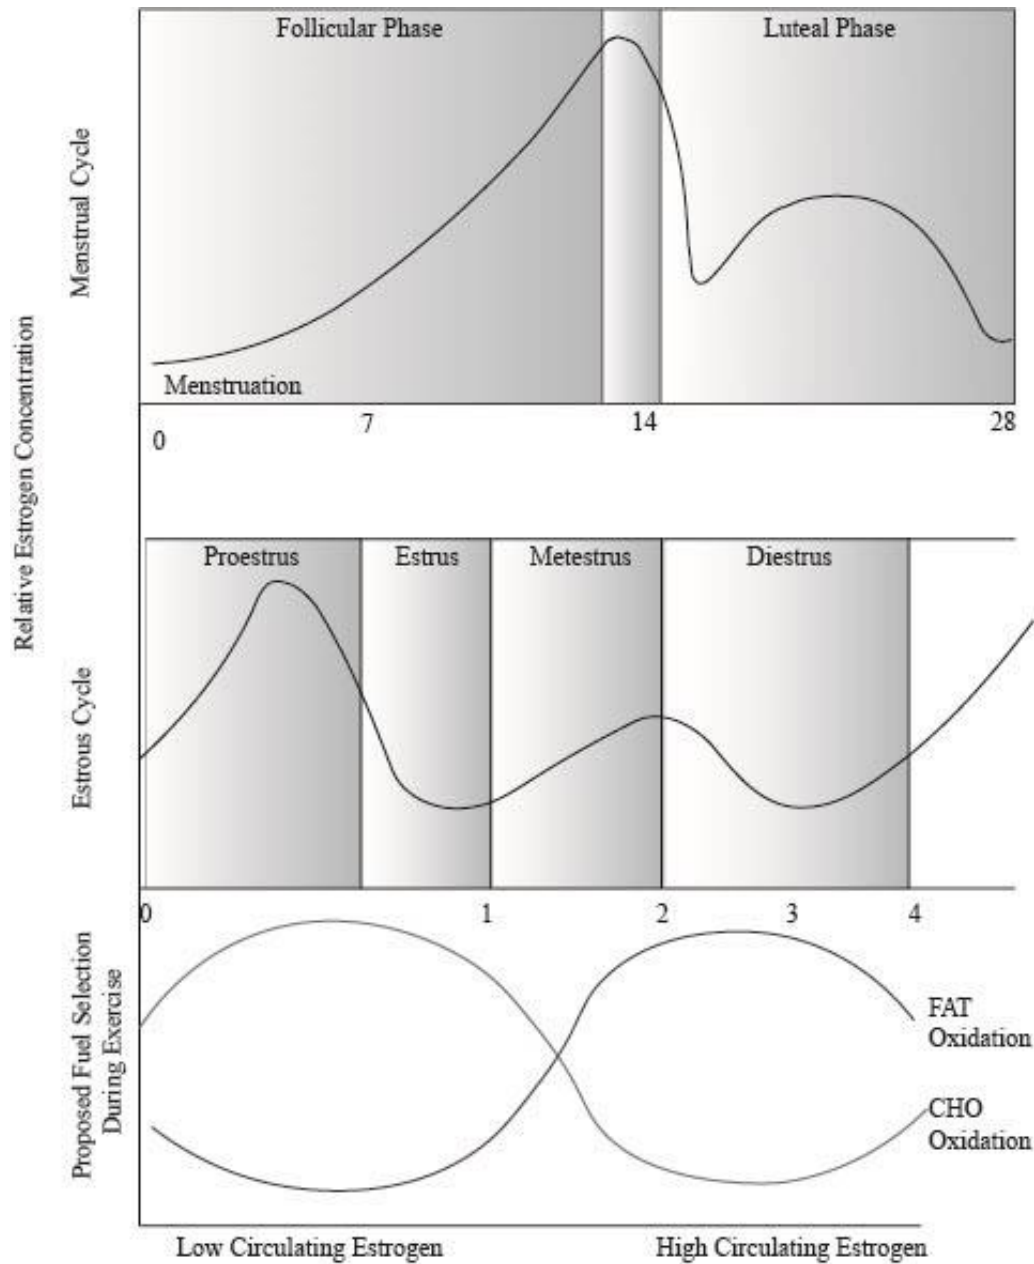 Follicular Phase
Luteal Phase
Menstrual Cycle
Menstruation
0
7
14
28
Relative Estrogen Concentration
Proestrus
Estrus
Metestrus
Diestrus
Estrous Cycle
0
1
2
3
4
Proposed Fuel Selection
During Exercise
FAT
Oxidation
CHO
Oxidation
Low Circulating Estrogen
High Circulating Estrogen